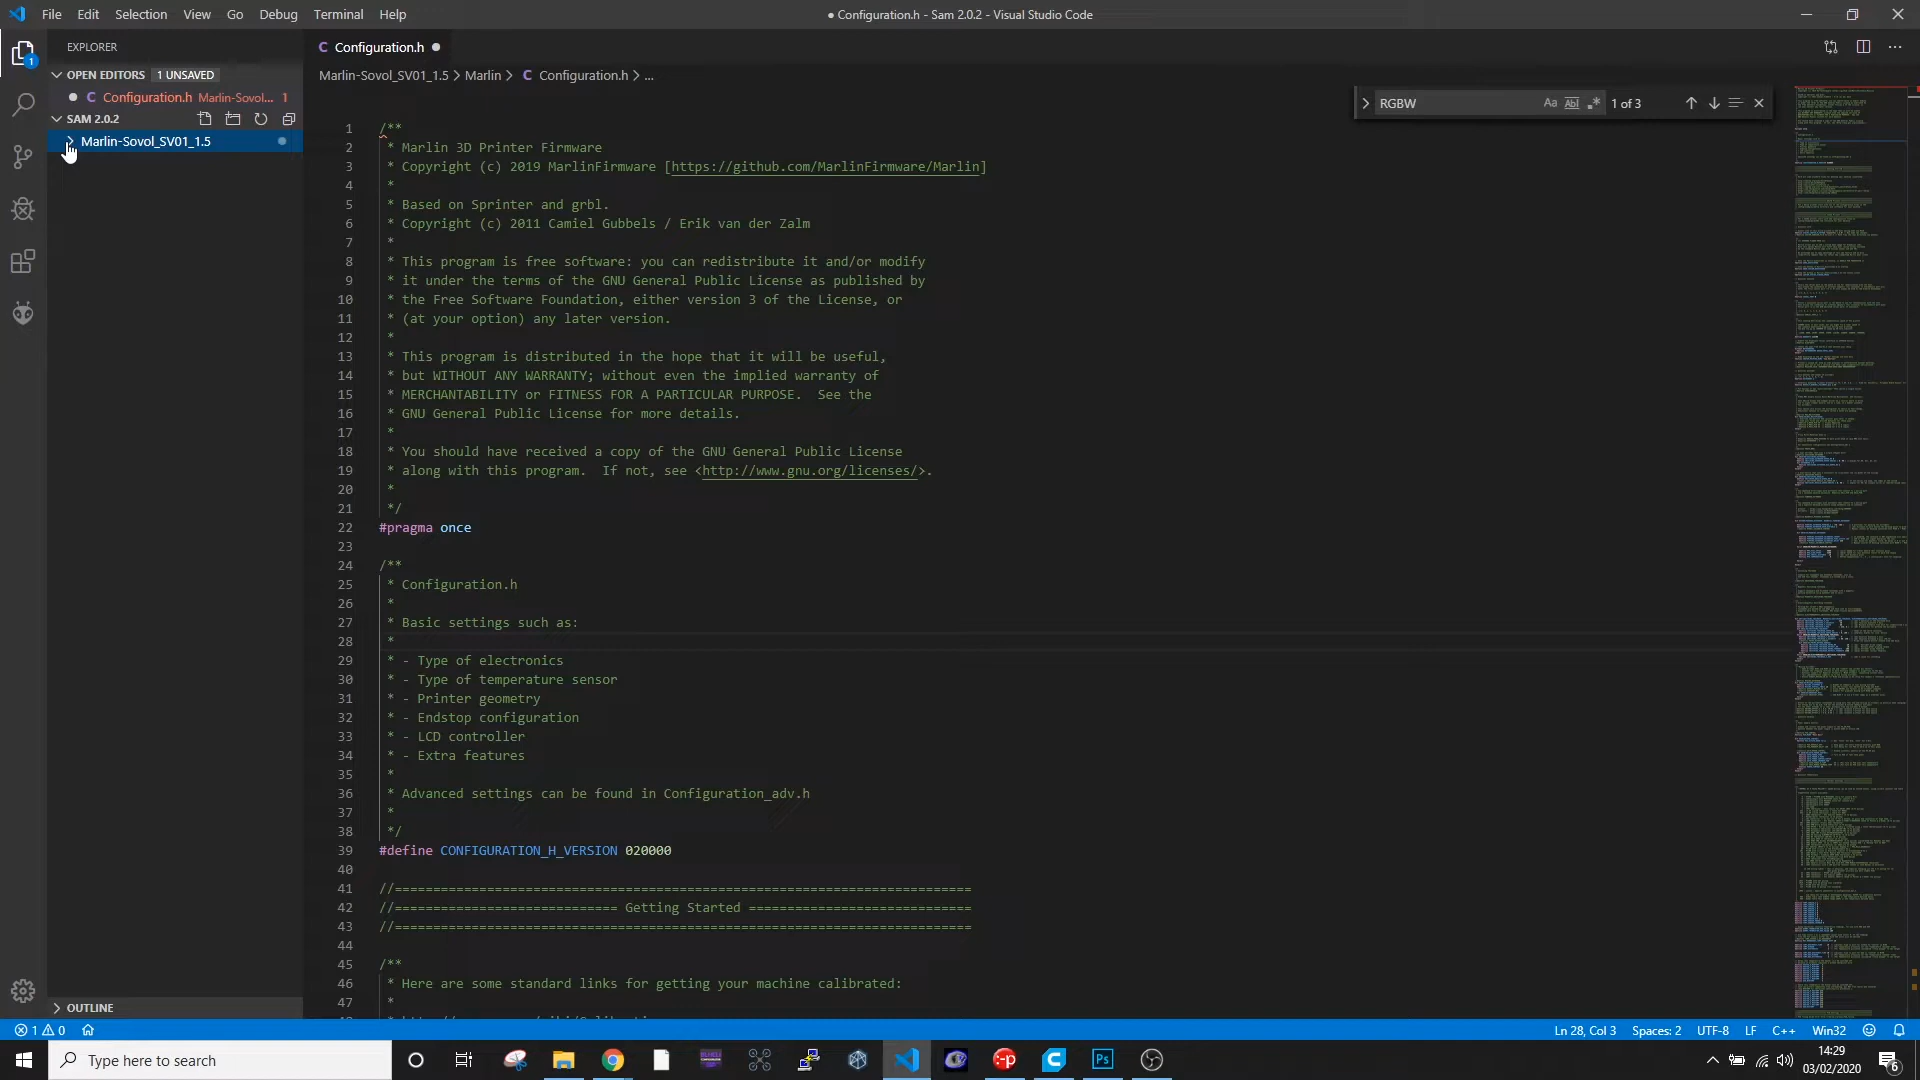 File Edit Selection View Go Debug Terminal Help
● Configuration.h - Sam 2.0.2 - Visual Studio Code
EXPLORER
OPEN EDITORS 1 UNSAVED
C Configuration.h Marlin-Sovol... 1
SAM 2.0.2
Marlin-Sovol_SV01_1.5
OUTLINE
C Configuration.h ●
Marlin-Sovol_SV01_1.5 > Marlin > C Configuration.h > ...
RGBW Aa Abl .* 1 of 3
1 /**
2 * Marlin 3D Printer Firmware
3 * Copyright (c) 2019 MarlinFirmware [https://github.com/MarlinFirmware/Marlin]
4 *
5 * Based on Sprinter and grbl.
6 * Copyright (c) 2011 Camiel Gubbels / Erik van der Zalm
7 *
8 * This program is free software: you can redistribute it and/or modify
9 * it under the terms of the GNU General Public License as published by
10 * the Free Software Foundation, either version 3 of the License, or
11 * (at your option) any later version.
12 *
13 * This program is distributed in the hope that it will be useful,
14 * but WITHOUT ANY WARRANTY; without even the implied warranty of
15 * MERCHANTABILITY or FITNESS FOR A PARTICULAR PURPOSE.  See the
16 * GNU General Public License for more details.
17 *
18 * You should have received a copy of the GNU General Public License
19 * along with this program.  If not, see <http://www.gnu.org/licenses/>.
20 *
21 */
22 #pragma once
23
24 /**
25 * Configuration.h
26 *
27 * Basic settings such as:
28 *
29 * - Type of electronics
30 * - Type of temperature sensor
31 * - Printer geometry
32 * - Endstop configuration
33 * - LCD controller
34 * - Extra features
35 *
36 * Advanced settings can be found in Configuration_adv.h
37 *
38 */
39 #define CONFIGURATION_H_VERSION 020000
40
41 //===========================================================================
42 //============================= Getting Started =============================
43 //===========================================================================
44
45 /**
46 * Here are some standard links for getting your machine calibrated:
47 *
1 0
Ln 28, Col 3 Spaces: 2 UTF-8 LF C++ Win32
Type here to search
Ps
14:29
03/02/2020
6